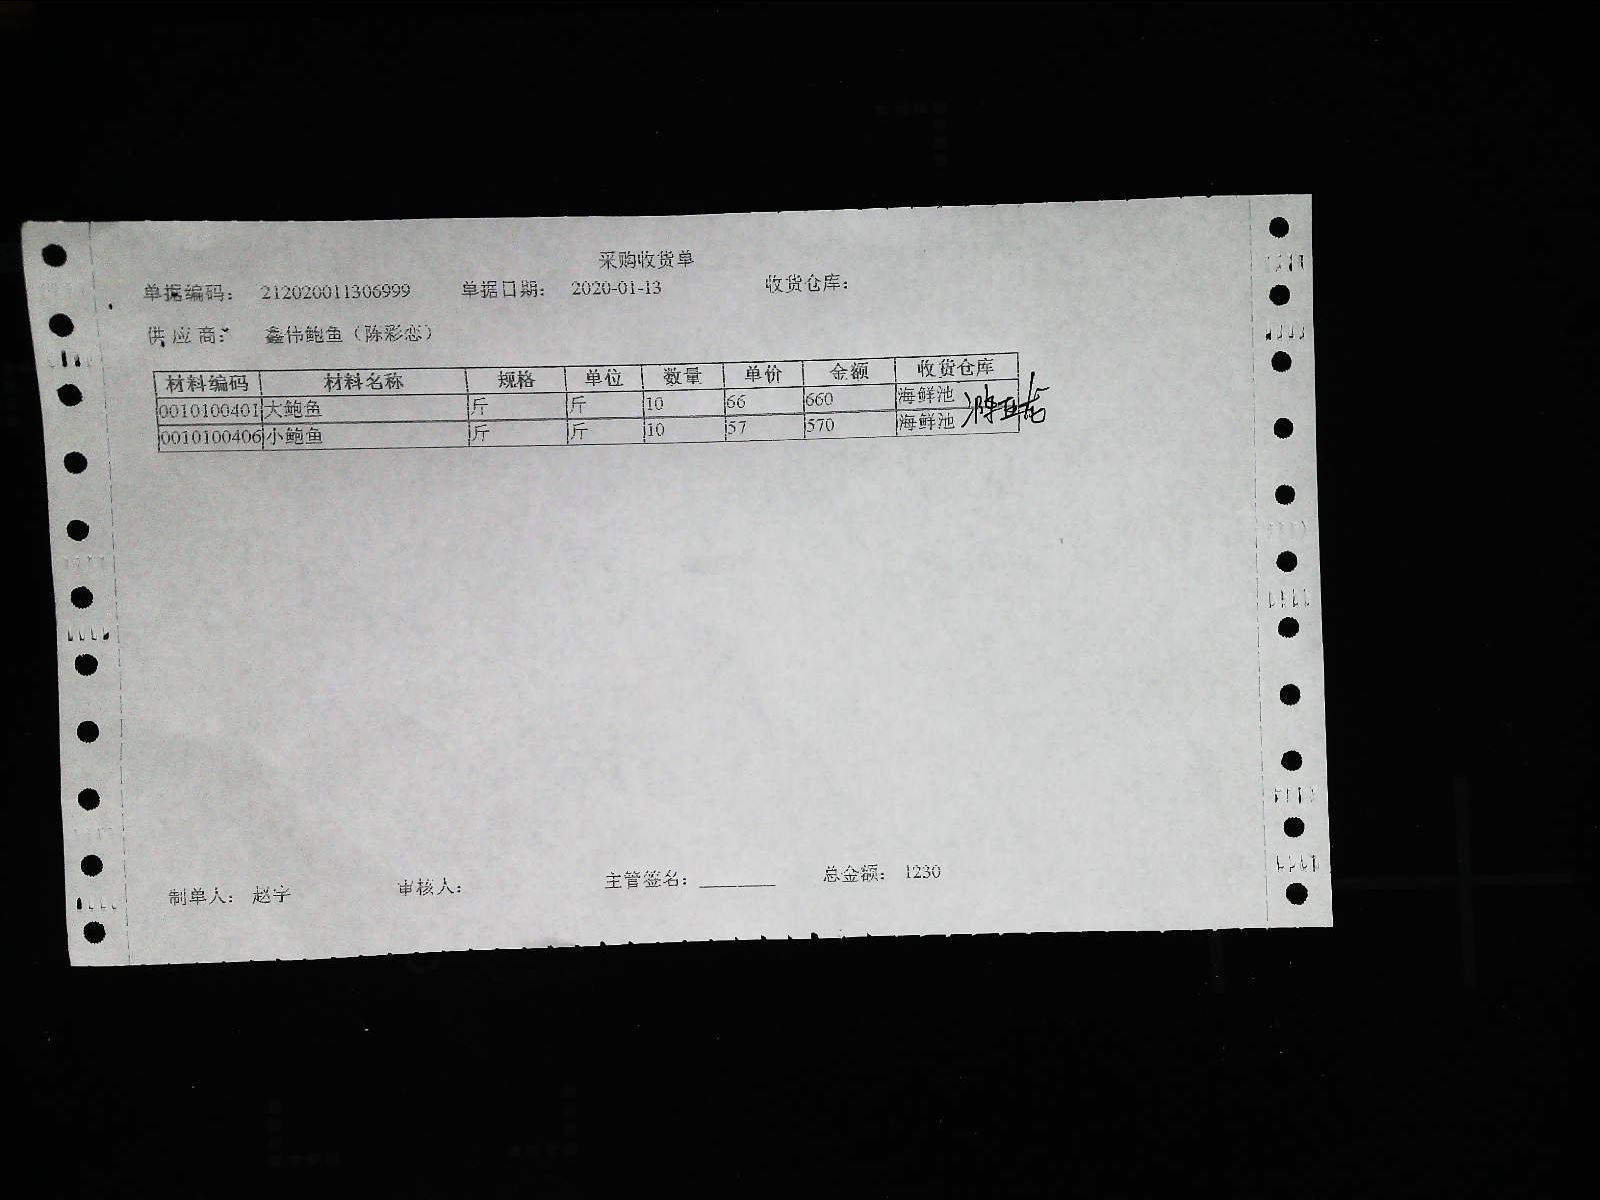 采购收货单
单据编码： 212020011306999 单据日期： 2020-01-13 收货仓库：
供应商： 鑫伟鲍鱼（陈彩恋）
材料编码 材料名称 规格 单位 数量 单价 金额 收货仓库
0010100401 大鲍鱼 斤 斤 10 66 660 海鲜池
0010100406 小鲍鱼 斤 斤 10 57 570 海鲜池
制单人： 赵宇 审核人： 主管签名： 总金额： 1230